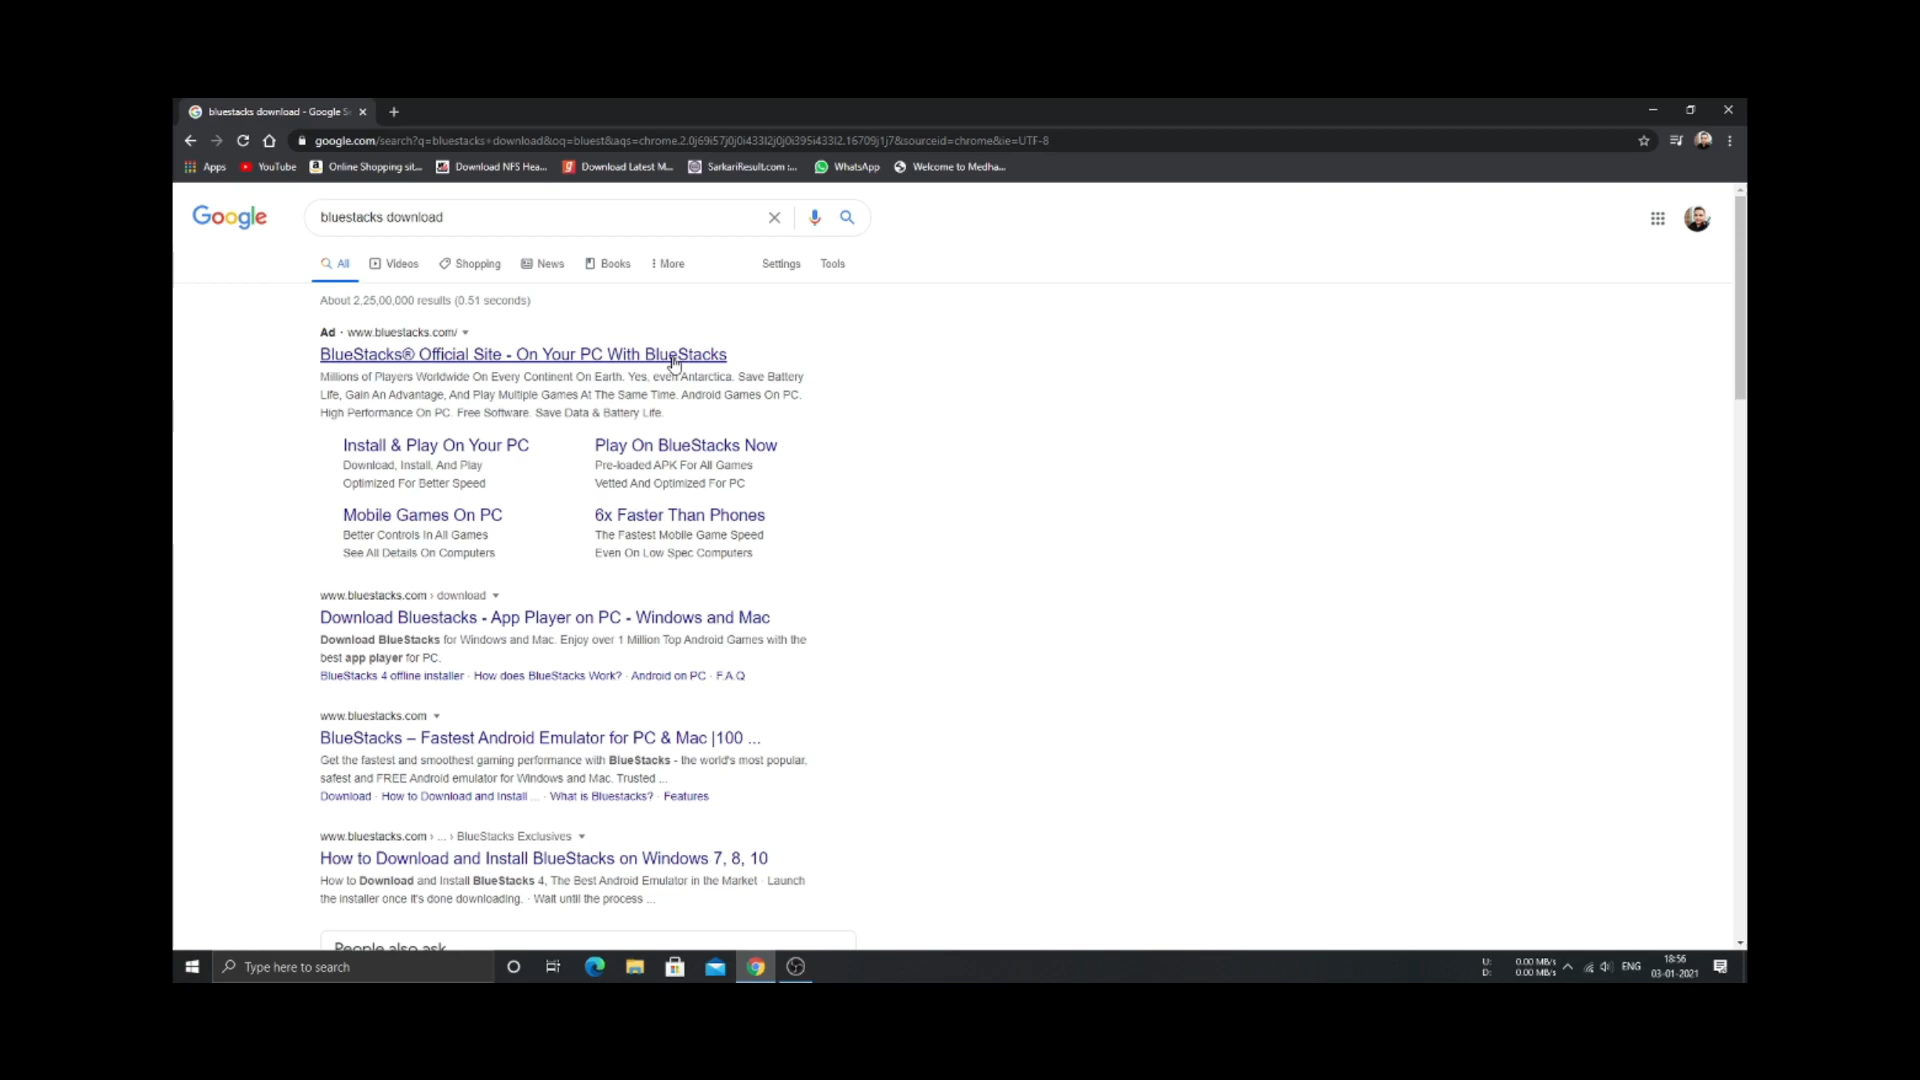 bluestacks download - Google S
google.com/search?q=bluestacks+download&oq=bluest&aqs=chrome.2.0j69i57j0j0i433l2j0j0i395i433l2.16709j1j7&sourceid=chrome&ie=UTF-8
Apps YouTube Online Shopping sit... Download NFS Hea... Download Latest M... SarkariResult.com :... WhatsApp Welcome to Medha...
Google bluestacks download
All Videos Shopping News Books More Settings Tools
About 2,25,00,000 results (0.51 seconds)
Ad · www.bluestacks.com/
BlueStacks® Official Site - On Your PC With BlueStacks
Millions of Players Worldwide On Every Continent On Earth. Yes, even Antarctica. Save Battery
Life, Gain An Advantage, And Play Multiple Games At The Same Time. Android Games On PC.
High Performance On PC. Free Software. Save Data & Battery Life.
Install & Play On Your PC Play On BlueStacks Now
Download, Install, And Play Pre-loaded APK For All Games
Optimized For Better Speed Vetted And Optimized For PC
Mobile Games On PC 6x Faster Than Phones
Better Controls In All Games The Fastest Mobile Game Speed
See All Details On Computers Even On Low Spec Computers
www.bluestacks.com › download
Download Bluestacks - App Player on PC - Windows and Mac
Download BlueStacks for Windows and Mac. Enjoy over 1 Million Top Android Games with the
best app player for PC.
BlueStacks 4 offline installer · How does BlueStacks Work? · Android on PC · F.A.Q
www.bluestacks.com
BlueStacks – Fastest Android Emulator for PC & Mac |100 ...
Get the fastest and smoothest gaming performance with BlueStacks - the world's most popular,
safest and FREE Android emulator for Windows and Mac. Trusted ...
Download · How to Download and Install ... · What is Bluestacks? · Features
www.bluestacks.com › ... › BlueStacks Exclusives
How to Download and Install BlueStacks on Windows 7, 8, 10
How to Download and Install BlueStacks 4, The Best Android Emulator in the Market · Launch
the installer once it's done downloading. · Wait until the process ...
People also ask
Type here to search
U: 0.00 MB/s
D: 0.00 MB/s
ENG
18:56
03-01-2021